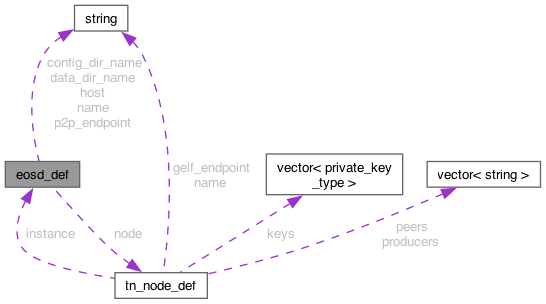 string
config_dir_name
data_dir_name
host
name
p2p_endpoint
gelf_endpoint
name
eosd_def
vector< private_key
_type >
vector< string >
instance
node
keys
peers
producers
tn_node_def